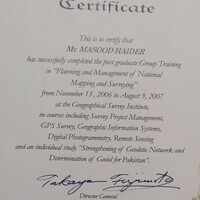 Certificate
This is to certify that
Mr. MASOOD HAIDER
has successfully completed the post graduate Group Training
in "Planning and Management of National
Mapping and Surveying"
from November 13, 2006 to August 9, 2007
at the Geographical Survey Institute,
in courses including Survey Project Management,
GPS Survey, Geographic Information Systems,
Digital Photogrammetry, Remote Sensing
and an individual study "Strengthening of Geodetic Network and
Determination of Geoid for Pakistan".
Takayo Fujimoto
Director General